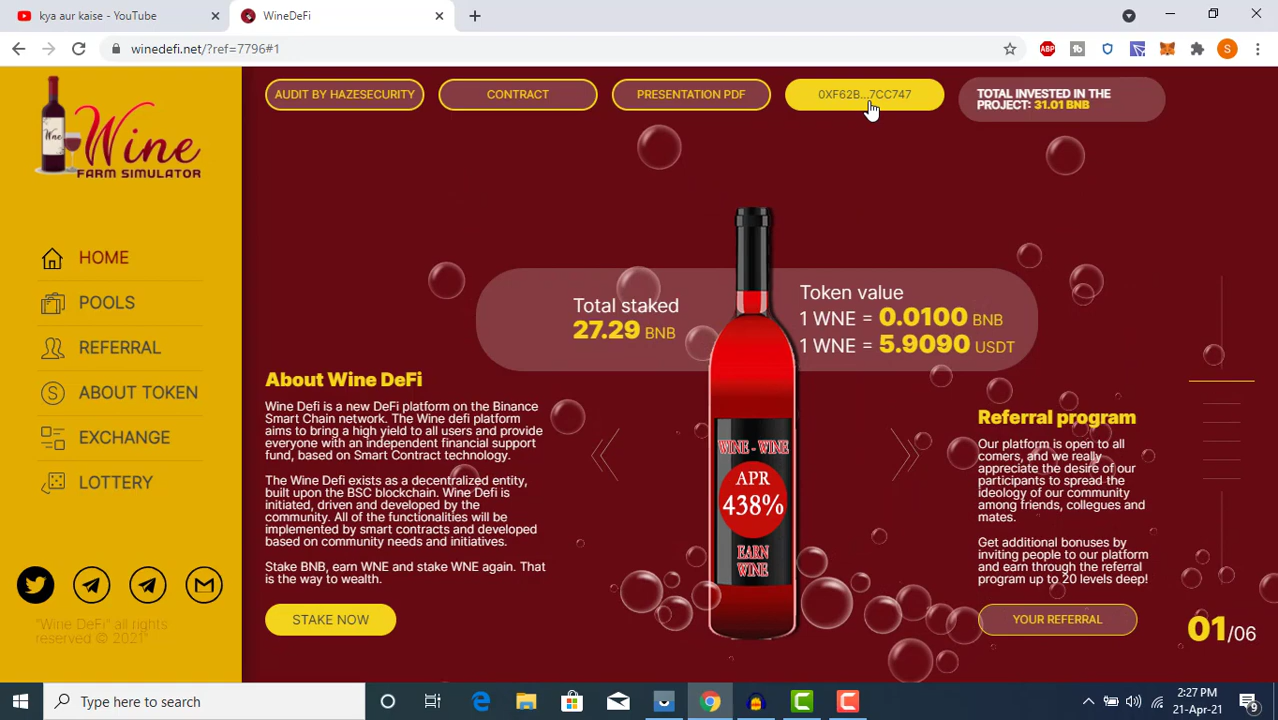 kya aur kaise - YouTube
WineDeFi
winedefi.net/?ref=7796#1
ABP
tb
S
Wine
Wine
FARM SIMULATOR
AUDIT BY HAZESECURITY
CONTRACT
PRESENTATION PDF
0XF62B...7CC747
TOTAL INVESTED IN THE
PROJECT: 31.01 BNB
HOME
POOLS
REFERRAL
ABOUT TOKEN
EXCHANGE
LOTTERY
"Wine DeFi" all rights
reserved © 2021"
Total staked
27.29 BNB
Token value
1 WNE = 0.0100 BNB
1 WNE = 5.9090 USDT
About Wine DeFi
Wine Defi is a new DeFi platform on the Binance
Smart Chain network. The Wine defi platform
aims to bring a high yield to all users and provide
everyone with an independent financial support
fund, based on Smart Contract technology.
The Wine Defi exists as a decentralized entity,
built upon the BSC blockchain. Wine Defi is
initiated, driven and developed by the
community. All of the functionalities will be
implemented by smart contracts and developed
based on community needs and initiatives.
Stake BNB, earn WNE and stake WNE again. That
is the way to wealth.
STAKE NOW
WINE - WINE
APR
438%
EARN
WINE
Referral program
Our platform is open to all
comers, and we really
appreciate the desire of our
participants to spread the
ideology of our community
among friends, collegues and
mates.
Get additional bonuses by
inviting people to our platform
and earn through the referral
program up to 20 levels deep!
YOUR REFERRAL
01/06
Type here to search
2:27 PM
21-Apr-21
9